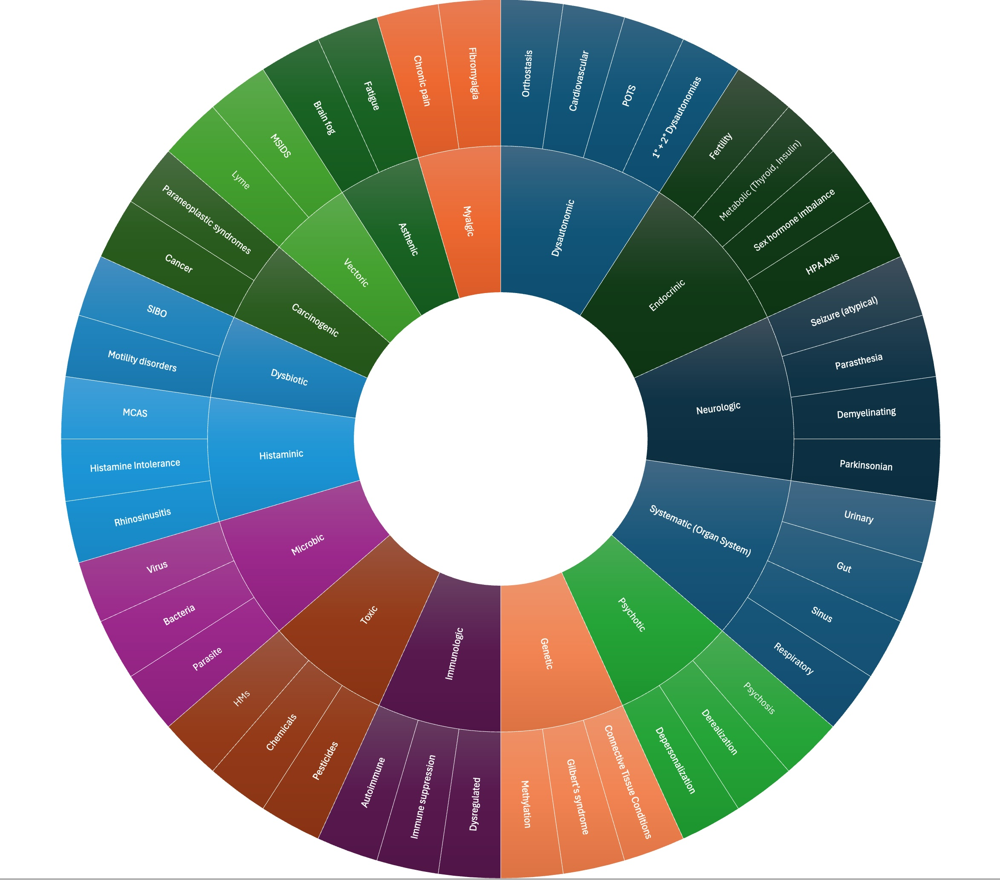 Dysautonomic
Orthostasis
Cardiovascular
POTS
1° + 2° Dysautonomias
Endocrinic
Fertility
Metabolic (Thyroid, Insulin)
Sex hormone imbalance
HPA Axis
Neurologic
Seizure (atypical)
Parasthesia
Demyelinating
Parkinsonian
Systematic (Organ System)
Urinary
Gut
Sinus
Respiratory
Psychotic
Psychosis
Derealization
Depersonalization
Genetic
Connective Tissue Conditions
Gilbert's syndrome
Methylation
Immunologic
Dysregulated
Immune suppression
Autoimmune
Toxic
Pesticides
Chemicals
HMs
Microbic
Parasite
Bacteria
Virus
Histaminic
Rhinosinusitis
Histamine Intolerance
MCAS
Dysbiotic
Motility disorders
SIBO
Carcinogenic
Cancer
Paraneoplastic syndromes
Vectoric
Lyme
MSIDS
Asthenic
Brain fog
Fatigue
Myalgic
Chronic pain
Fibromyalgia